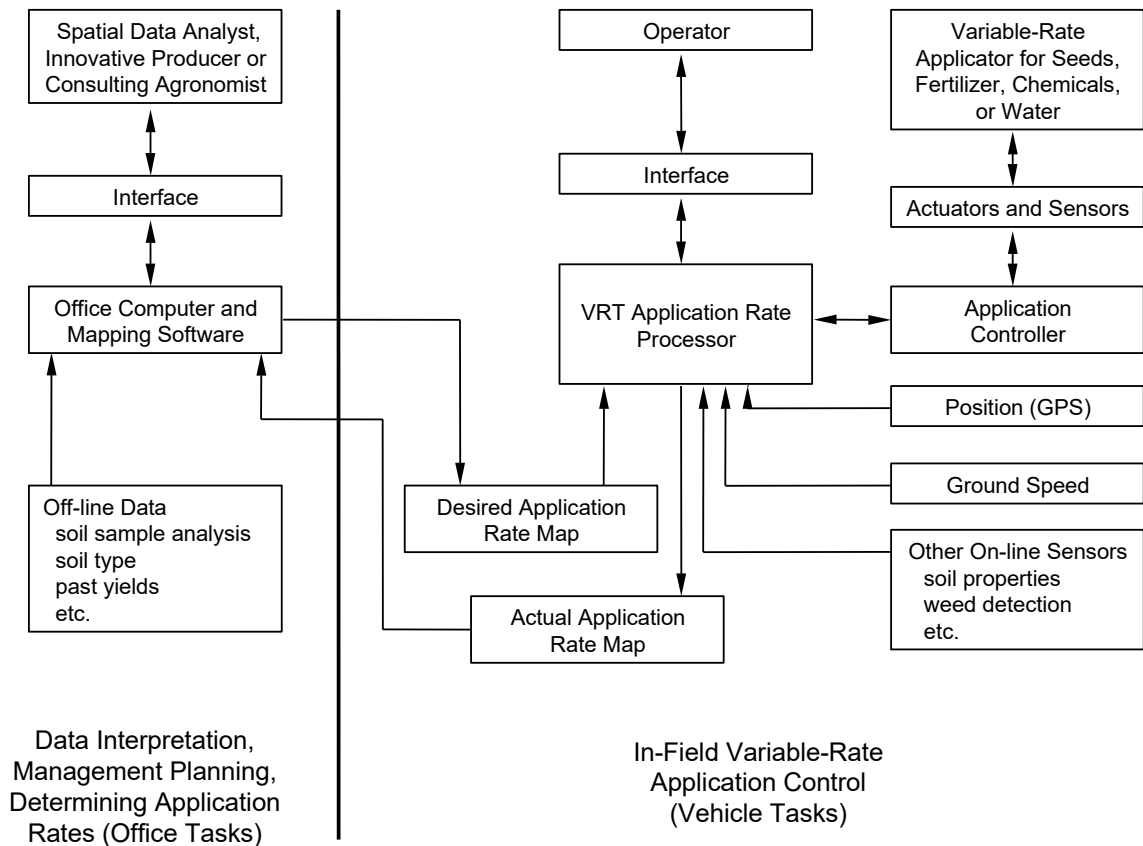 Spatial Data Analyst,
Innovative Producer or
Consulting Agronomist
Interface
Office Computer and
Mapping Software
Off-line Data
soil sample analysis
soil type
past yields
etc.
Data Interpretation,
Management Planning,
Determining Application
Rates (Office Tasks)
Operator
Interface
VRT Application Rate
Processor
Desired Application
Rate Map
Actual Application
Rate Map
Variable-Rate
Applicator for Seeds,
Fertilizer, Chemicals,
or Water
Actuators and Sensors
Application
Controller
Position (GPS)
Ground Speed
Other On-line Sensors
soil properties
weed detection
etc.
In-Field Variable-Rate
Application Control
(Vehicle Tasks)